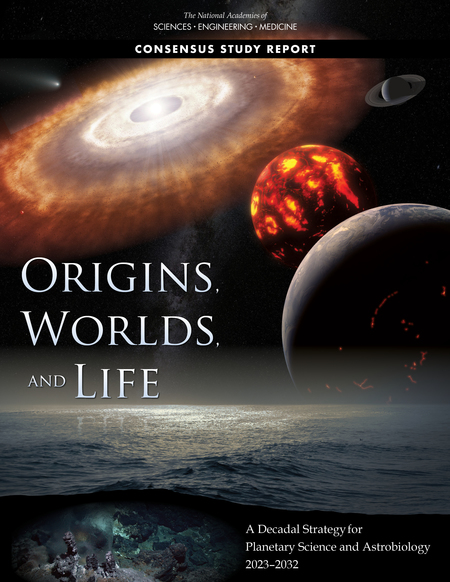 The National Academies of
SCIENCES • ENGINEERING • MEDICINE
CONSENSUS STUDY REPORT
ORIGINS,
WORLDS,
AND LIFE
A Decadal Strategy for
Planetary Science and Astrobiology
2023–2032